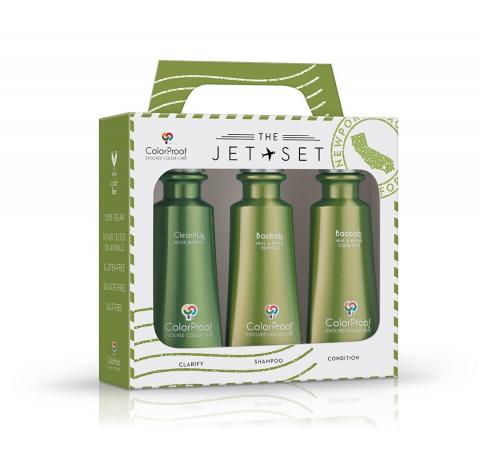 ColorProof
EVOLVED COLOR CARE
THE
JET SET
NEWPORT
100% VEGAN
NEVER TESTED
ON ANIMALS
GLUTEN-FREE
SULFATE-FREE
SALT-FREE
ColorProof
ClearItUp
DETOX SHAMPOO
ColorProof
EVOLVED COLOR CARE
Baobab
HEAL & REPAIR
SHAMPOO
ColorProof
EVOLVED COLOR CARE
Baobab
HEAL & REPAIR
CONDITION
ColorProof
EVOLVED COLOR CARE
CLARIFY
SHAMPOO
CONDITION